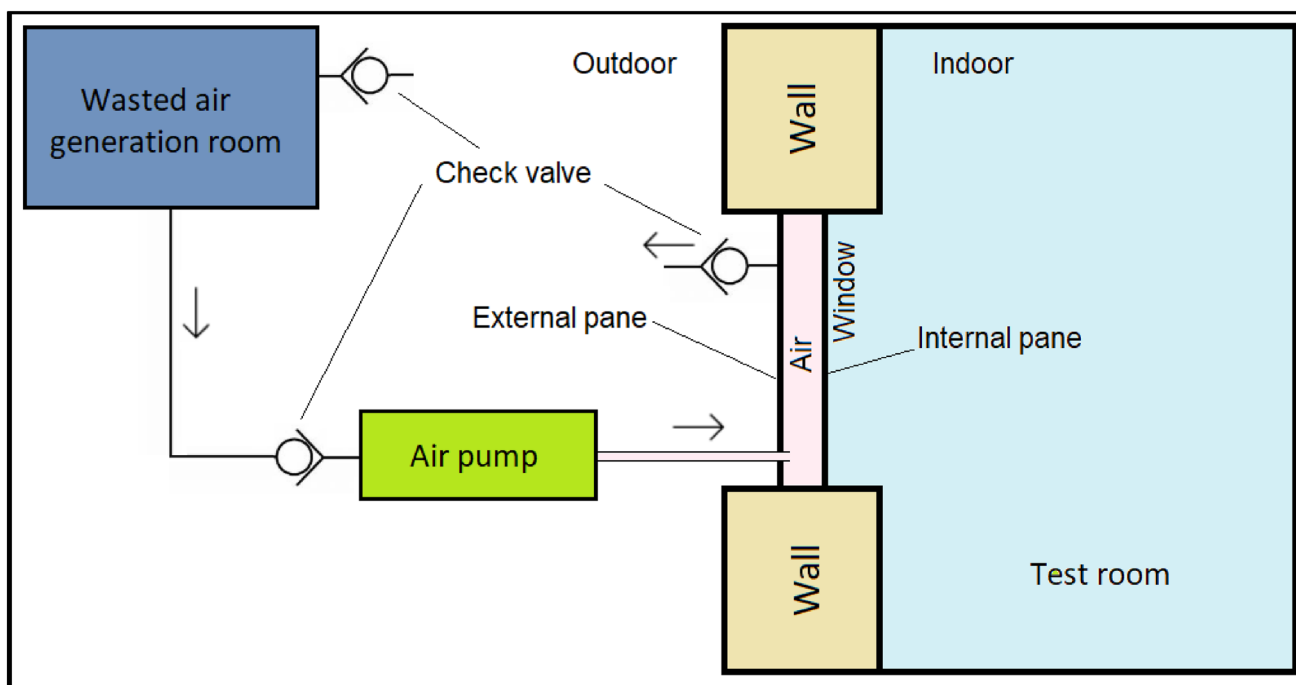 Wasted air
generation room
Outdoor
Wall
Indoor
Check valve
Window
External pane
Air
Internal pane
Air pump
Wall
Test room